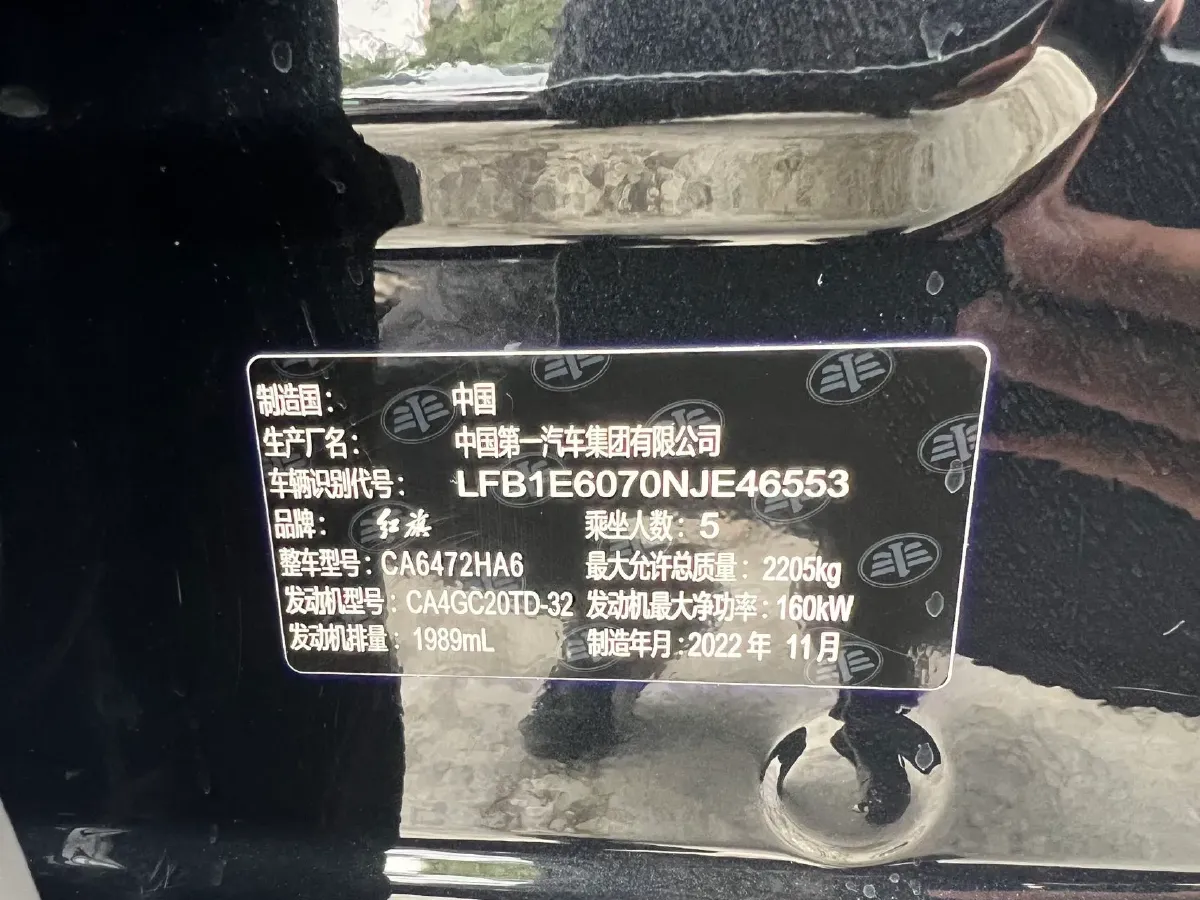 制造国： 中国
生产厂名： 中国第一汽车集团有限公司
车辆识别代号： LFB1E6070NJE46553
品牌： 红旗 乘坐人数：5
整车型号：CA6472HA6 最大允许总质量：2205kg
发动机型号：CA4GC20TD-32 发动机最大净功率：160kW
发动机排量：1989mL 制造年月：2022 年 11月